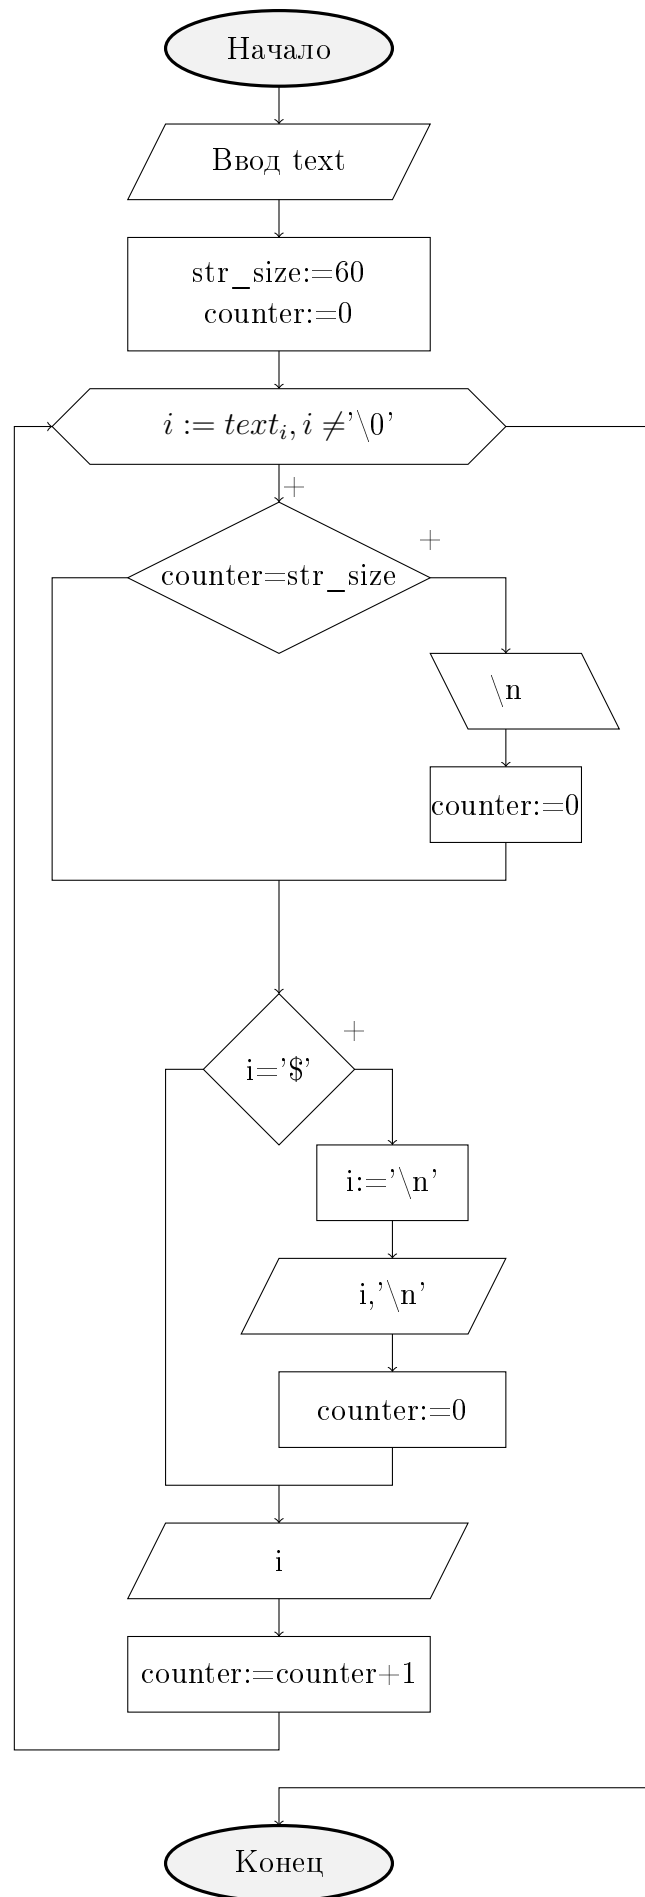 Начало
Ввод text
str_size:=60
counter:=0
i := text_i, i ≠'\0'
+
+
counter=str_size
\n
counter:=0
+
i='$'
i:='\n'
i,'\n'
counter:=0
i
counter:=counter+1
Конец